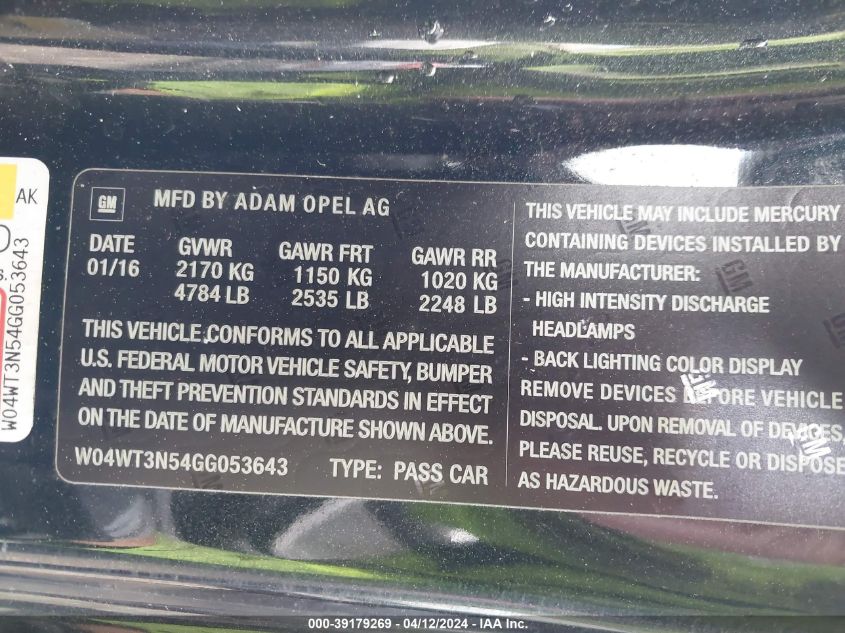 AK
s.
W04WT3N54GG053643
GM
MFD BY ADAM OPEL AG
DATE GVWR GAWR FRT GAWR RR
01/16 2170 KG 1150 KG 1020 KG
4784 LB 2535 LB 2248 LB
THIS VEHICLE CONFORMS TO ALL APPLICABLE
U.S. FEDERAL MOTOR VEHICLE SAFETY, BUMPER
AND THEFT PREVENTION STANDARDS IN EFFECT
ON THE DATE OF MANUFACTURE SHOWN ABOVE.
W04WT3N54GG053643 TYPE: PASS CAR
THIS VEHICLE MAY INCLUDE MERCURY
CONTAINING DEVICES INSTALLED BY
THE MANUFACTURER:
- HIGH INTENSITY DISCHARGE
HEADLAMPS
- BACK LIGHTING COLOR DISPLAY
REMOVE DEVICES BEFORE VEHICLE
DISPOSAL. UPON REMOVAL OF DEVICES,
PLEASE REUSE, RECYCLE OR DISPOSE
AS HAZARDOUS WASTE.
000-39179269 - 04/12/2024 - IAA Inc.